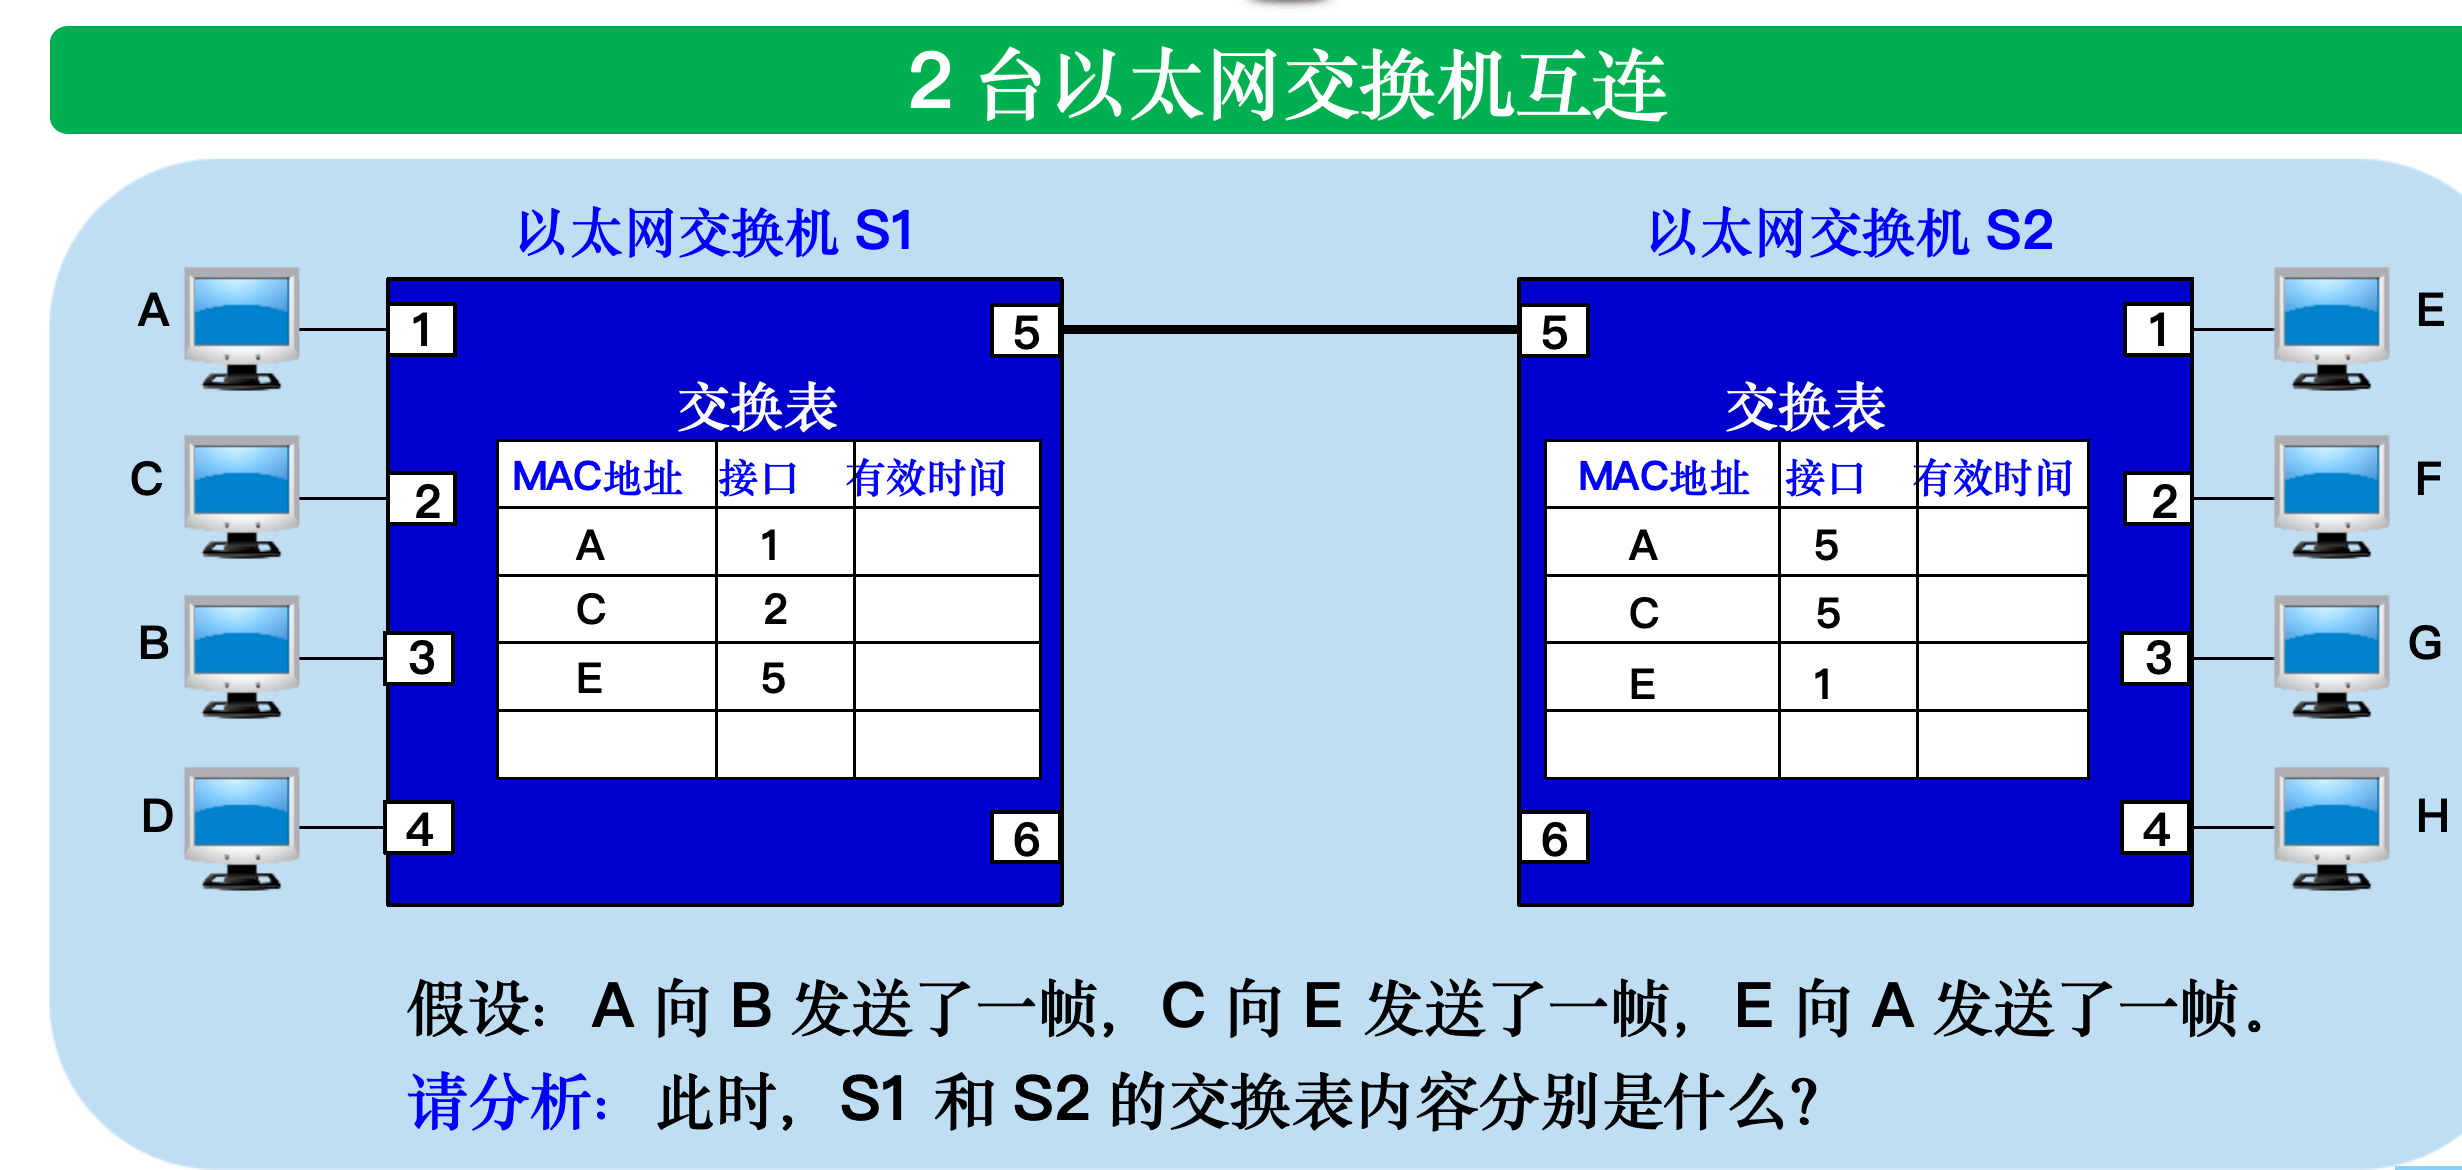 2 台以太网交换机互连
以太网交换机 S1
以太网交换机 S2
A
1
5
5
1
E
交换表
交换表
C
2
2
F
MAC地址 接口 有效时间
A 1
C 2
E 5
MAC地址 接口 有效时间
A 5
C 5
E 1
B
3
3
G
D
4
6
6
4
H
假设：A 向 B 发送了一帧，C 向 E 发送了一帧，E 向 A 发送了一帧。
请分析：此时，S1 和 S2 的交换表内容分别是什么？